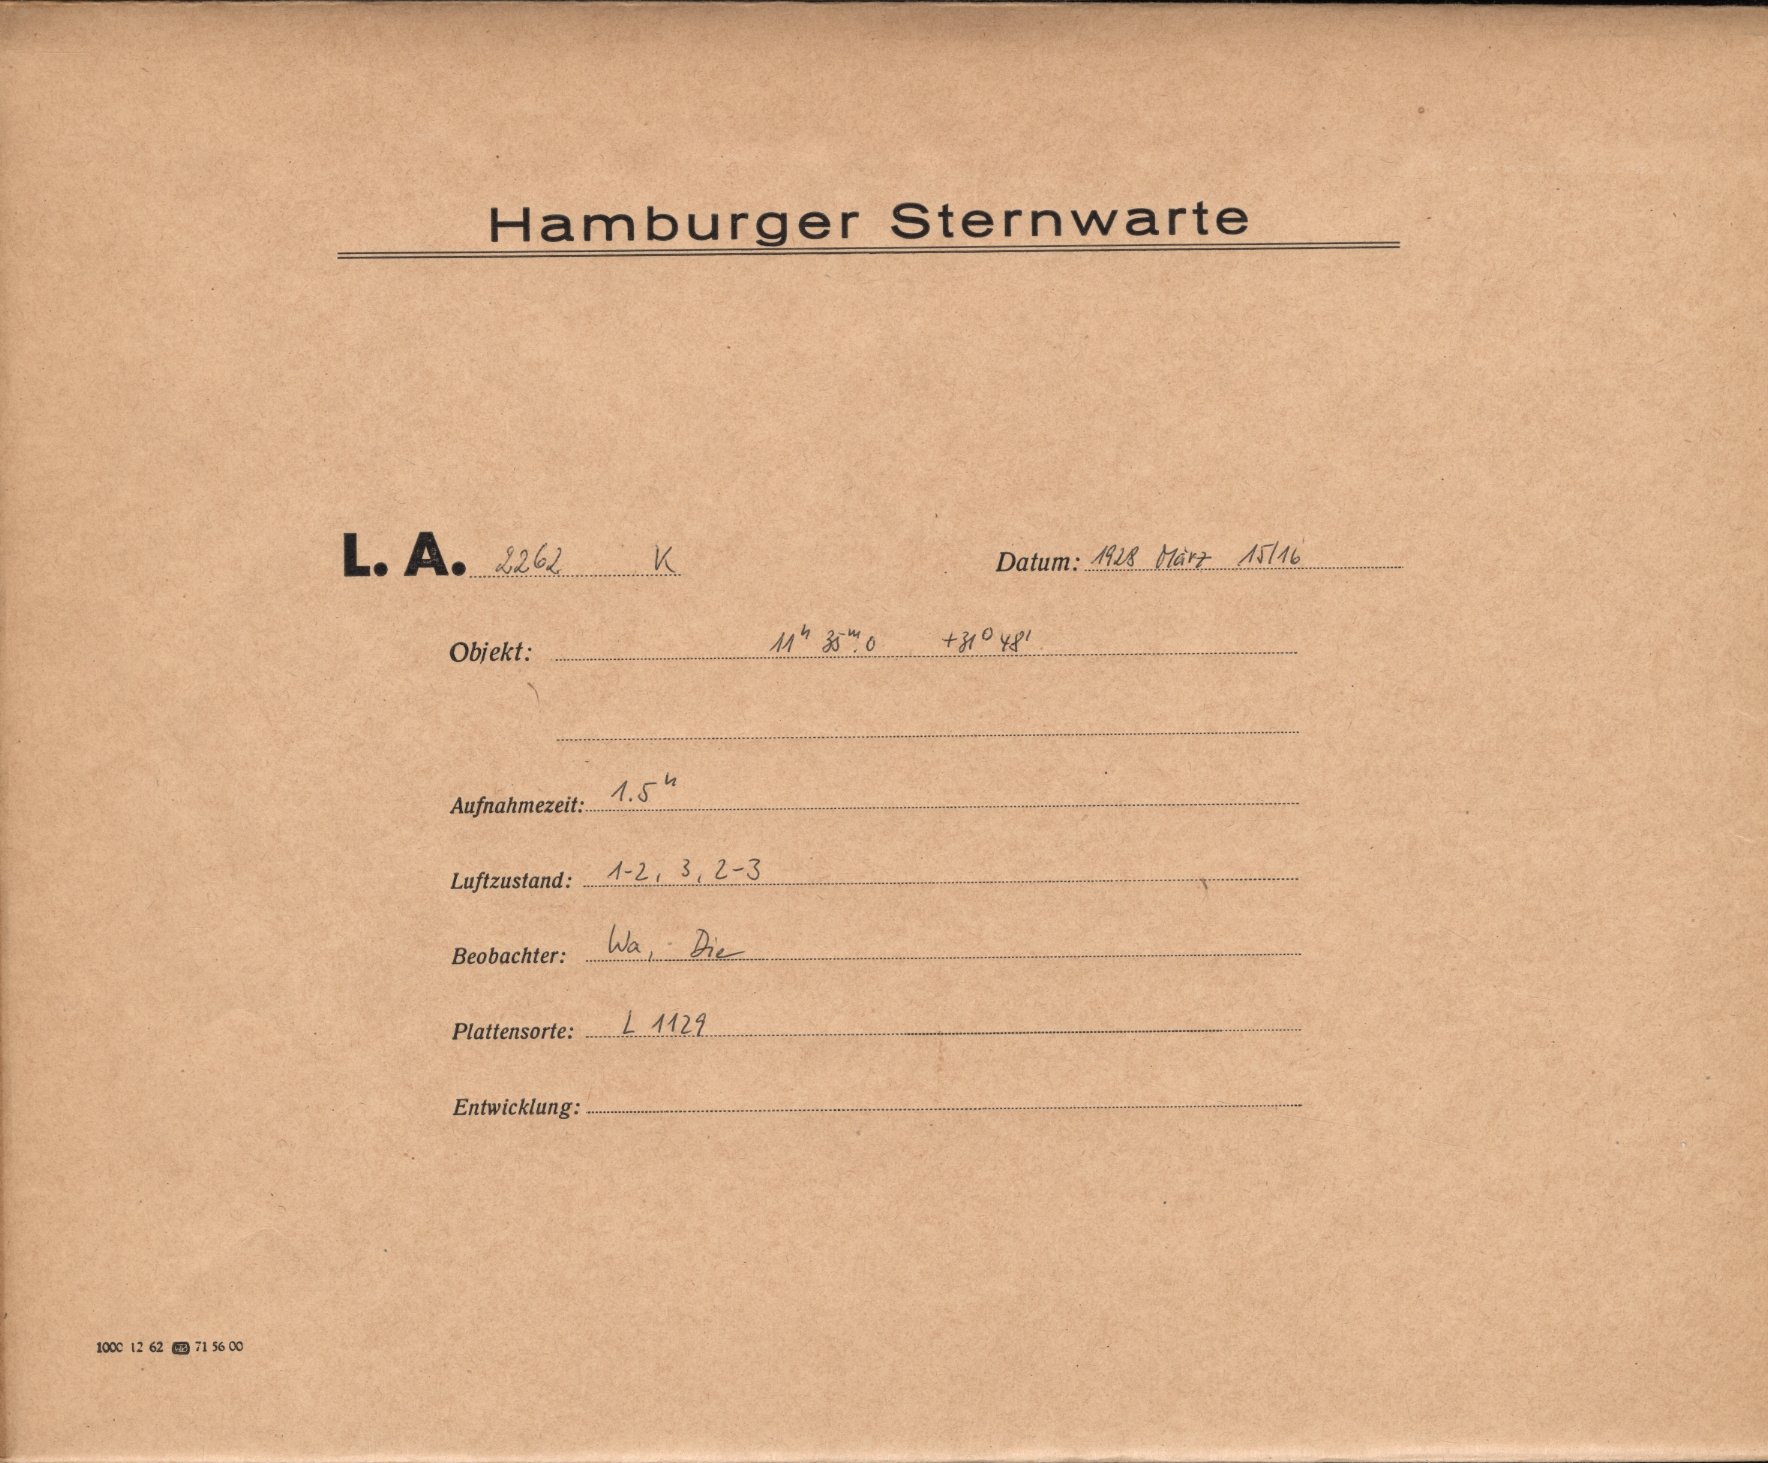 Hamburger Sternwarte
L. A. 2262 K Datum: 1928 März 15/16
Objekt: 11ʰ 35ᵐ.0 +31⁰ 48'
Aufnahmezeit: 1.5ʰ
Luftzustand: 1-2, 3, 2-3
Beobachter: Wa, Die
Plattensorte: L 1129
Entwicklung:
1000 12 62 71 56 00